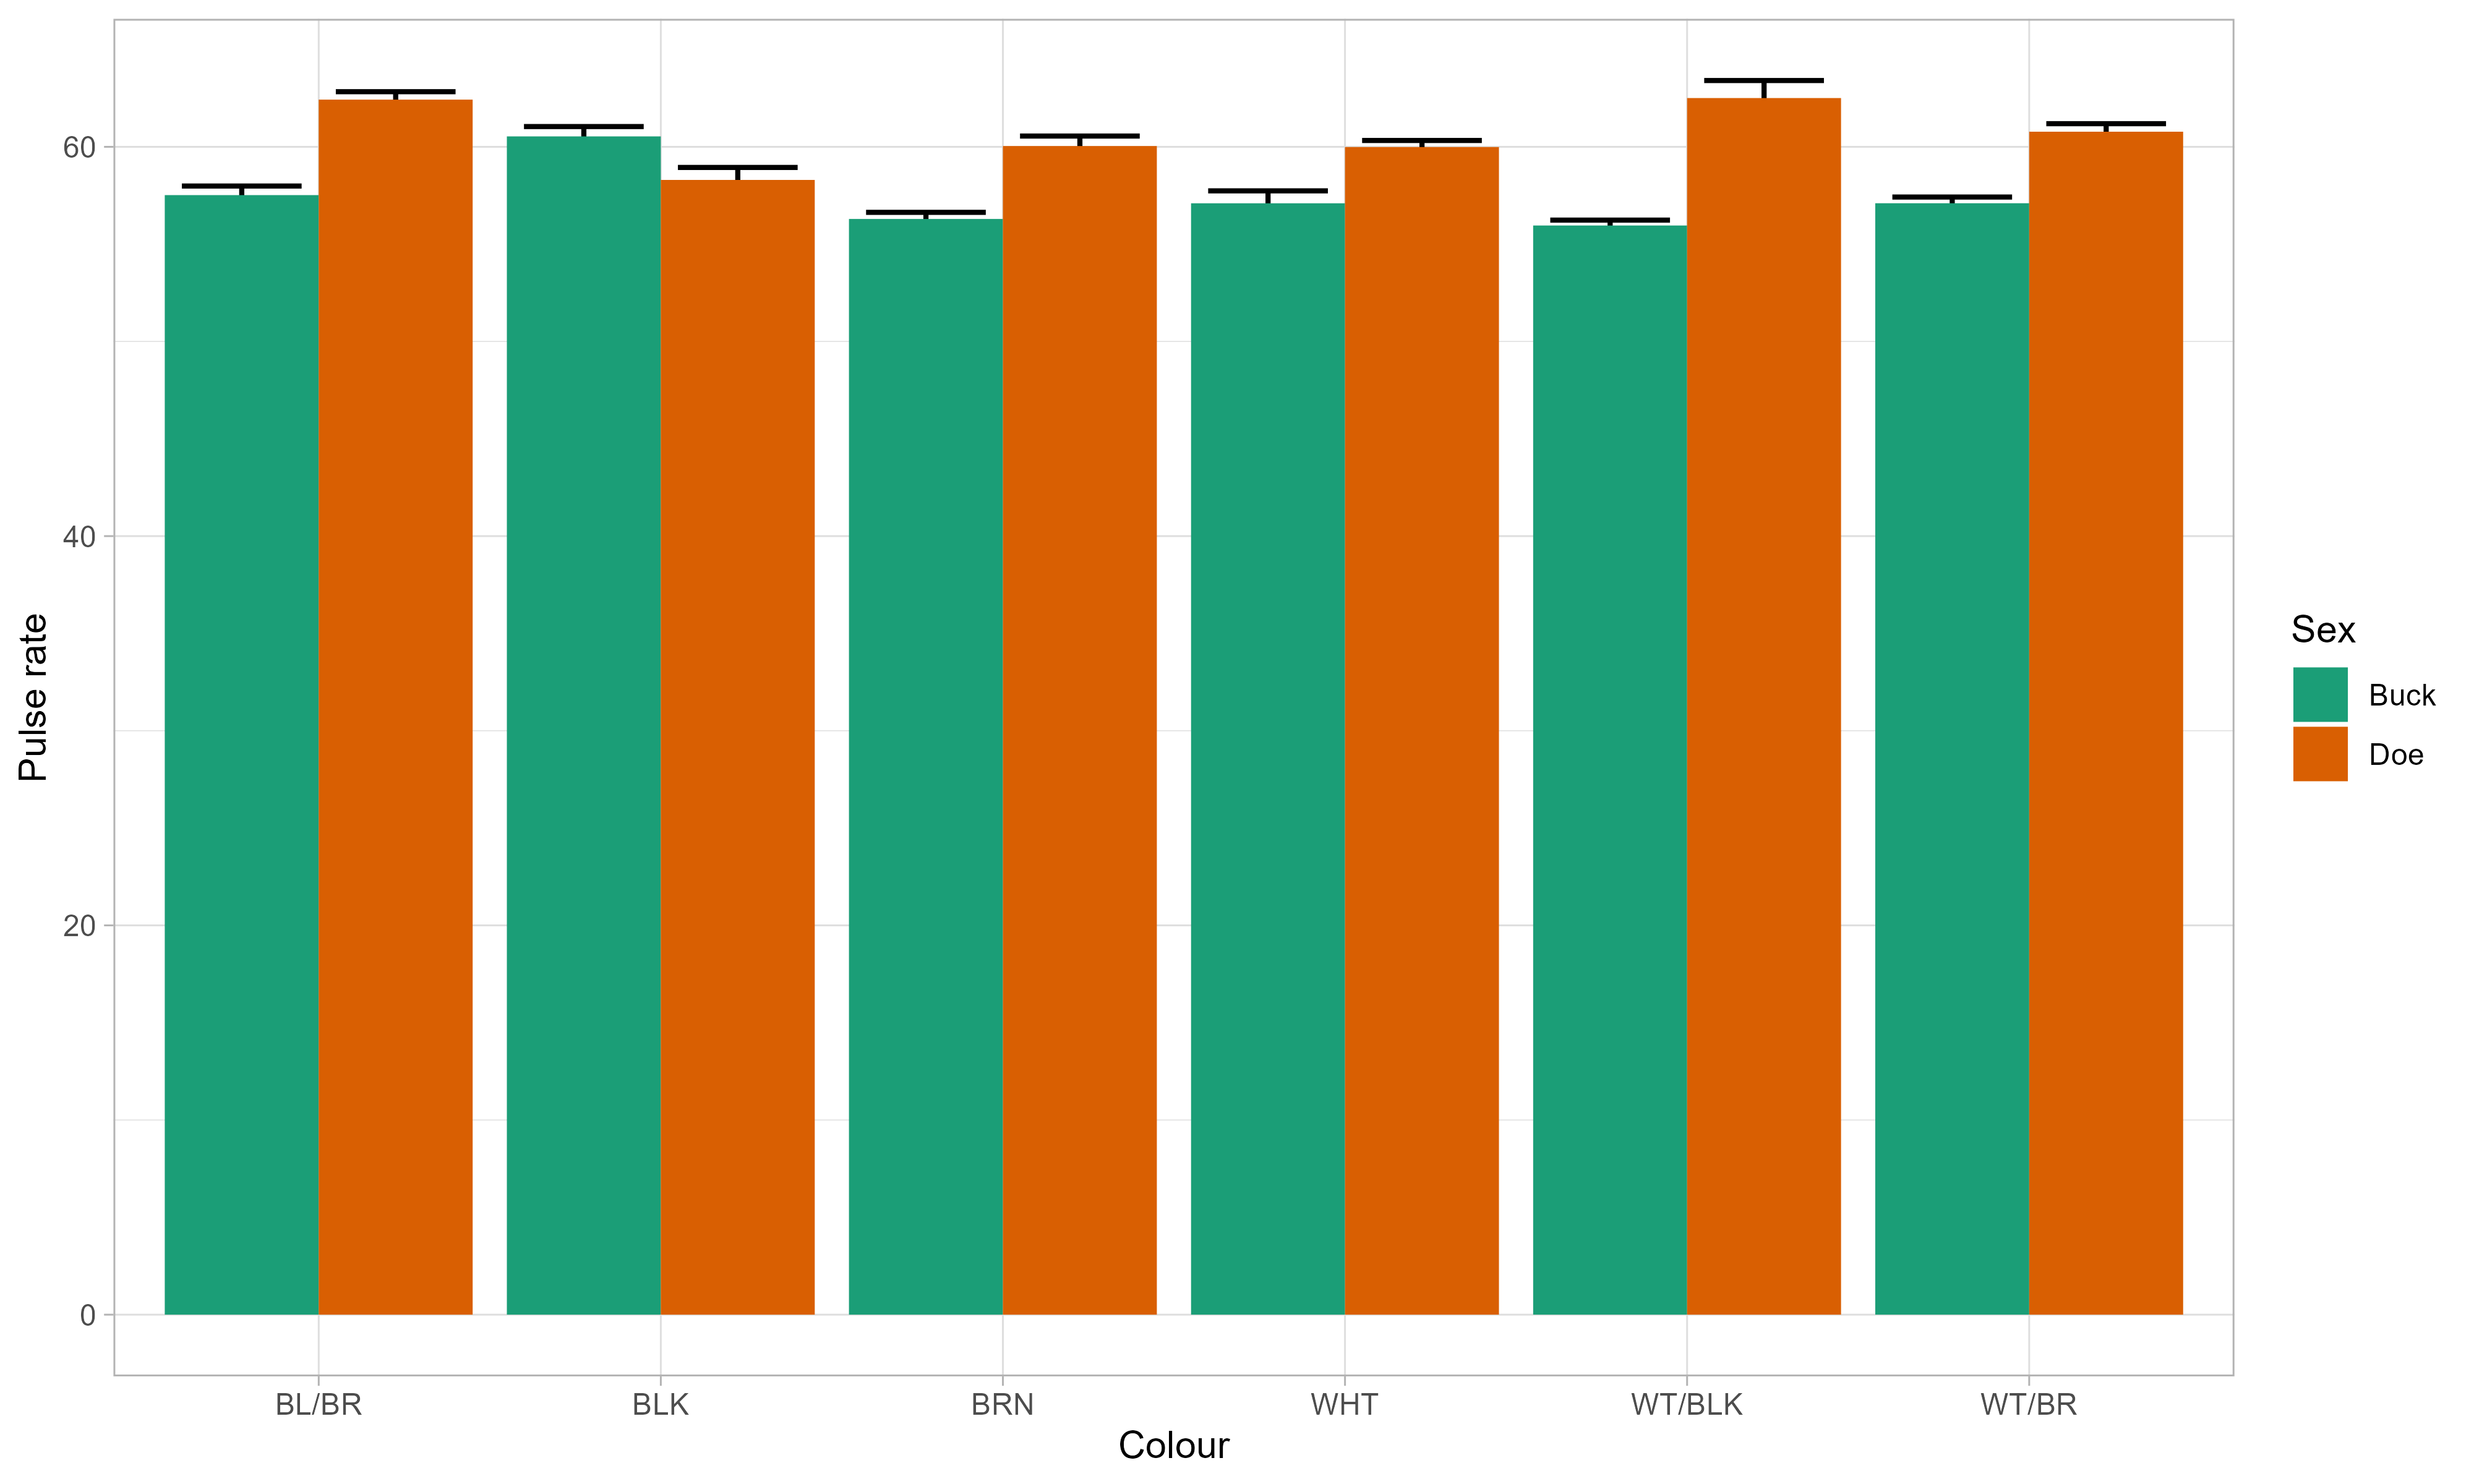 60
40
20
0
Pulse rate
BL/BR
BLK
BRN
WHT
WT/BLK
WT/BR
Colour
Sex
Buck
Doe